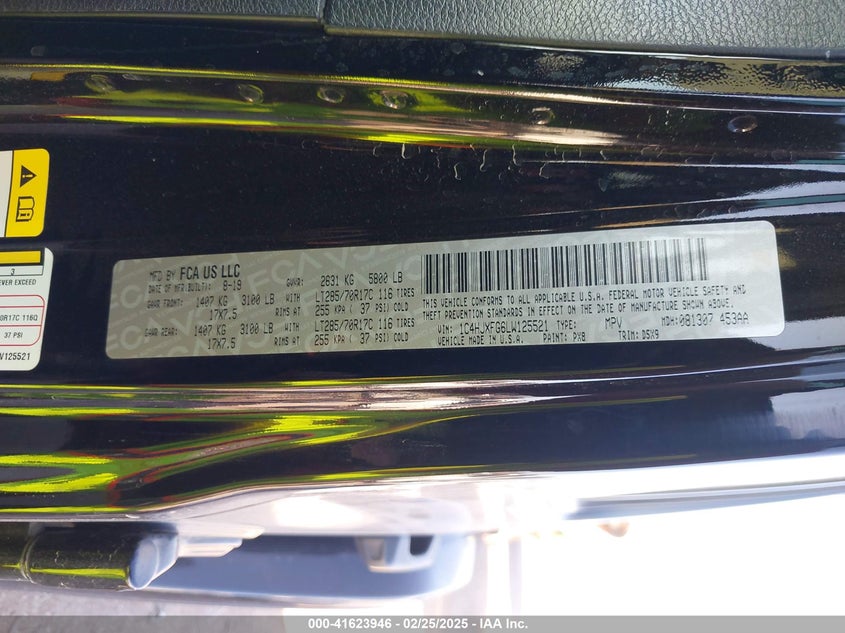 3
EVER EXCEED
0R17C 116Q
37 PSI
W125521
MFD BY FCA US LLC
DATE OF MFR.BUILT): 8-19 GVWR: 2631 KG 5800 LB
GAWR FRONT: 1407 KG 3100 LB WITH LT285/70R17C 116 TIRES
17X7.5 RIMS AT 255 KPA ( 37 PSI) COLD
GAWR REAR: 1407 KG 3100 LB WITH LT285/70R17C 116 TIRES
17X7.5 RIMS AT 255 KPA ( 37 PSI) COLD
THIS VEHICLE CONFORMS TO ALL APPLICABLE U.S.A. FEDERAL MOTOR VEHICLE SAFETY AND
THEFT PREVENTION STANDARDS IN EFFECT ON THE DATE OF MANUFACTURE SHOWN ABOVE.
VIN: 1C4HJXFG6LW125521 TYPE: MPV MDH: 081307 453AA
MADE IN U.S.A. PAINT: PX8 TRIM: D5X9
000-41623946 - 02/25/2025 - IAA Inc.